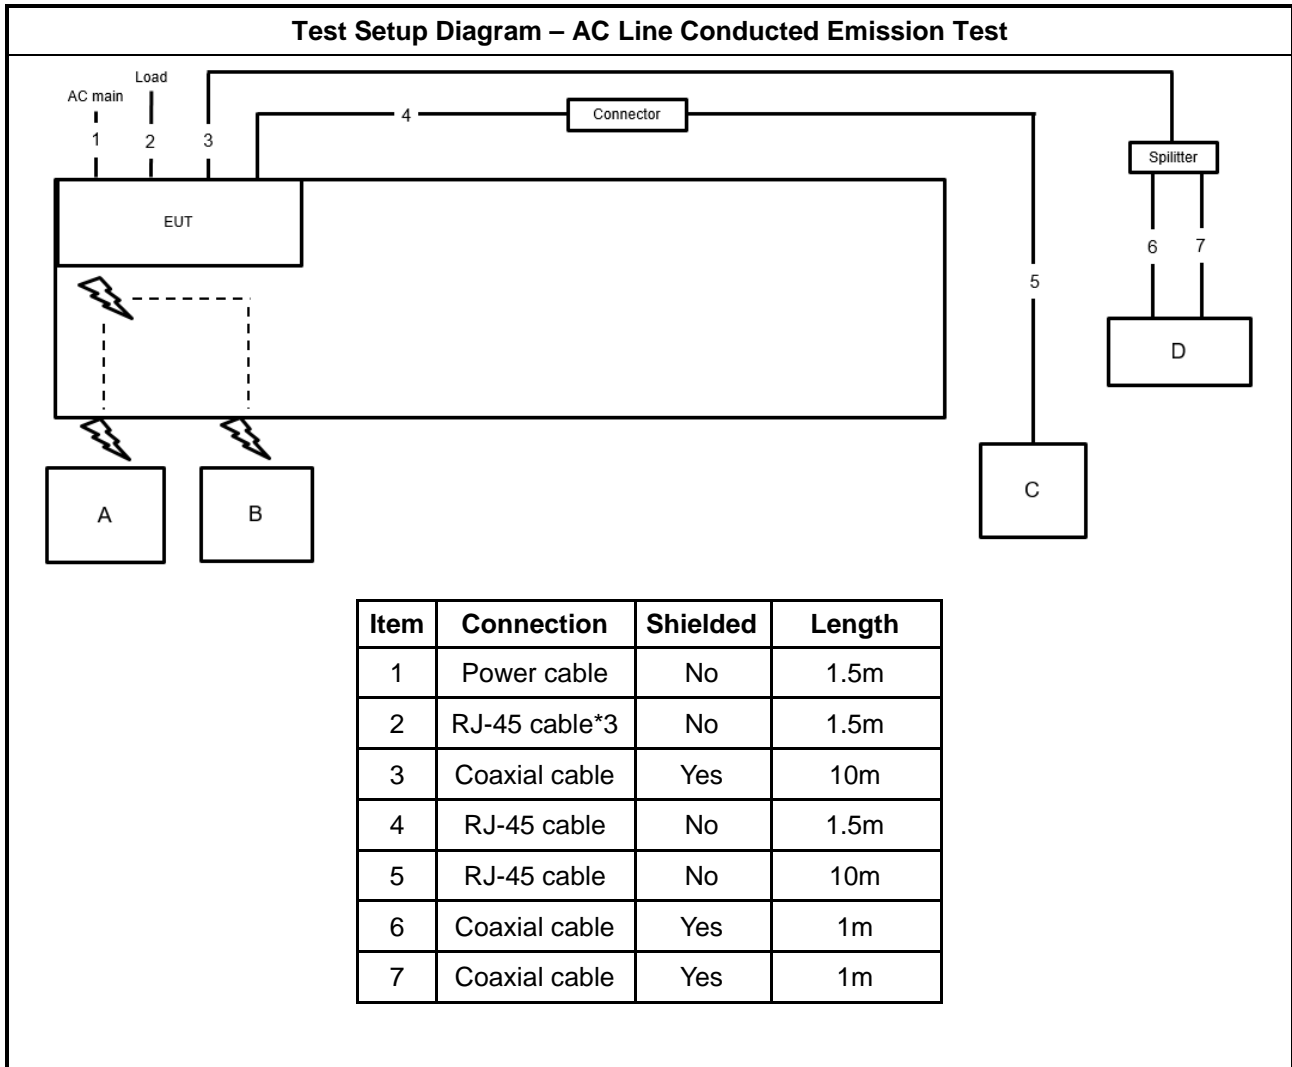 Test Setup Diagram – AC Line Conducted Emission Test
Load
AC main
4
Connector
1
2
3
Spilitter
EUT
6
7
5
D
C
A
B
Item Connection Shielded Length
1 Power cable No 1.5m
2 RJ-45 cable*3 No 1.5m
3 Coaxial cable Yes 10m
4 RJ-45 cable No 1.5m
5 RJ-45 cable No 10m
6 Coaxial cable Yes 1m
7 Coaxial cable Yes 1m